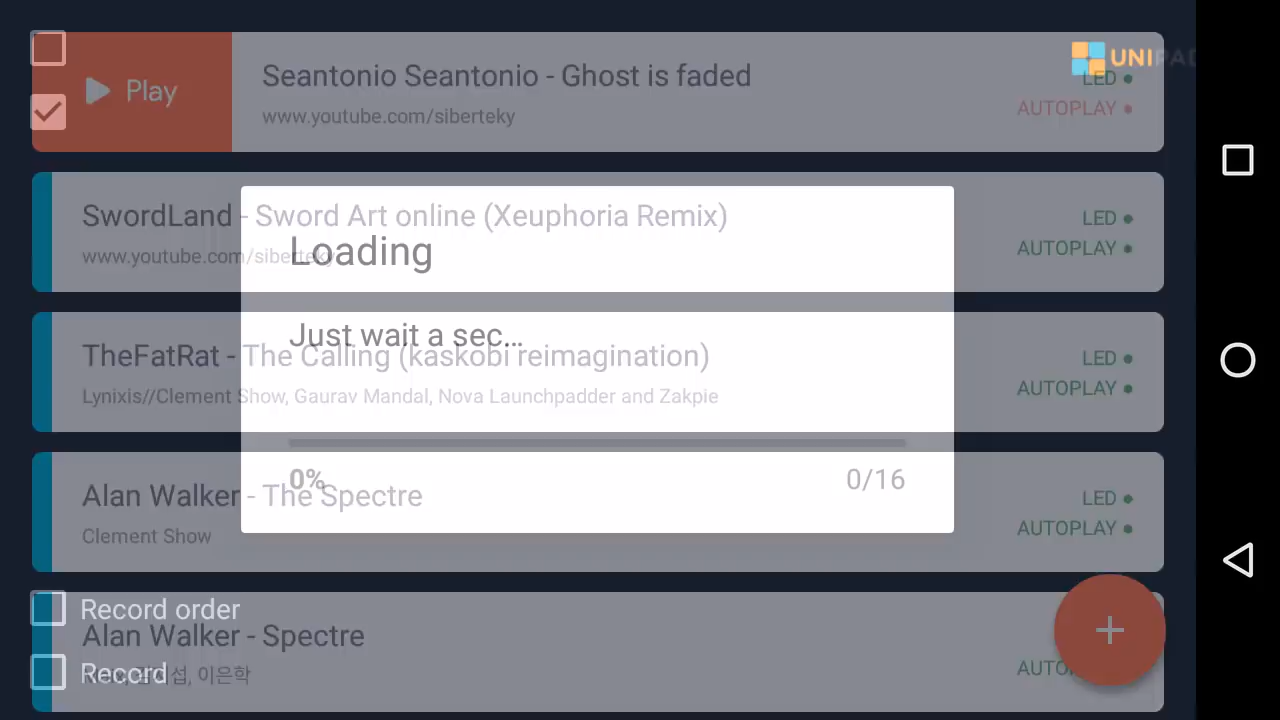 Play
Seantonio Seantonio - Ghost is faded
www.youtube.com/siberteky
UNIPAD
LED
AUTOPLAY
SwordLand - Sword Art online (Xeuphoria Remix)
www.youtube.com/siberteky
LED
AUTOPLAY
Loading
Just wait a sec...
TheFatRat - The Calling (kaskobi reimagination)
Lynixis//Clement Show, Gaurav Mandal, Nova Launchpadder and Zakpie
LED
AUTOPLAY
0%
0/16
Alan Walker - The Spectre
Clement Show
LED
AUTOPLAY
Record order
Alan Walker - Spectre
Record
이은학